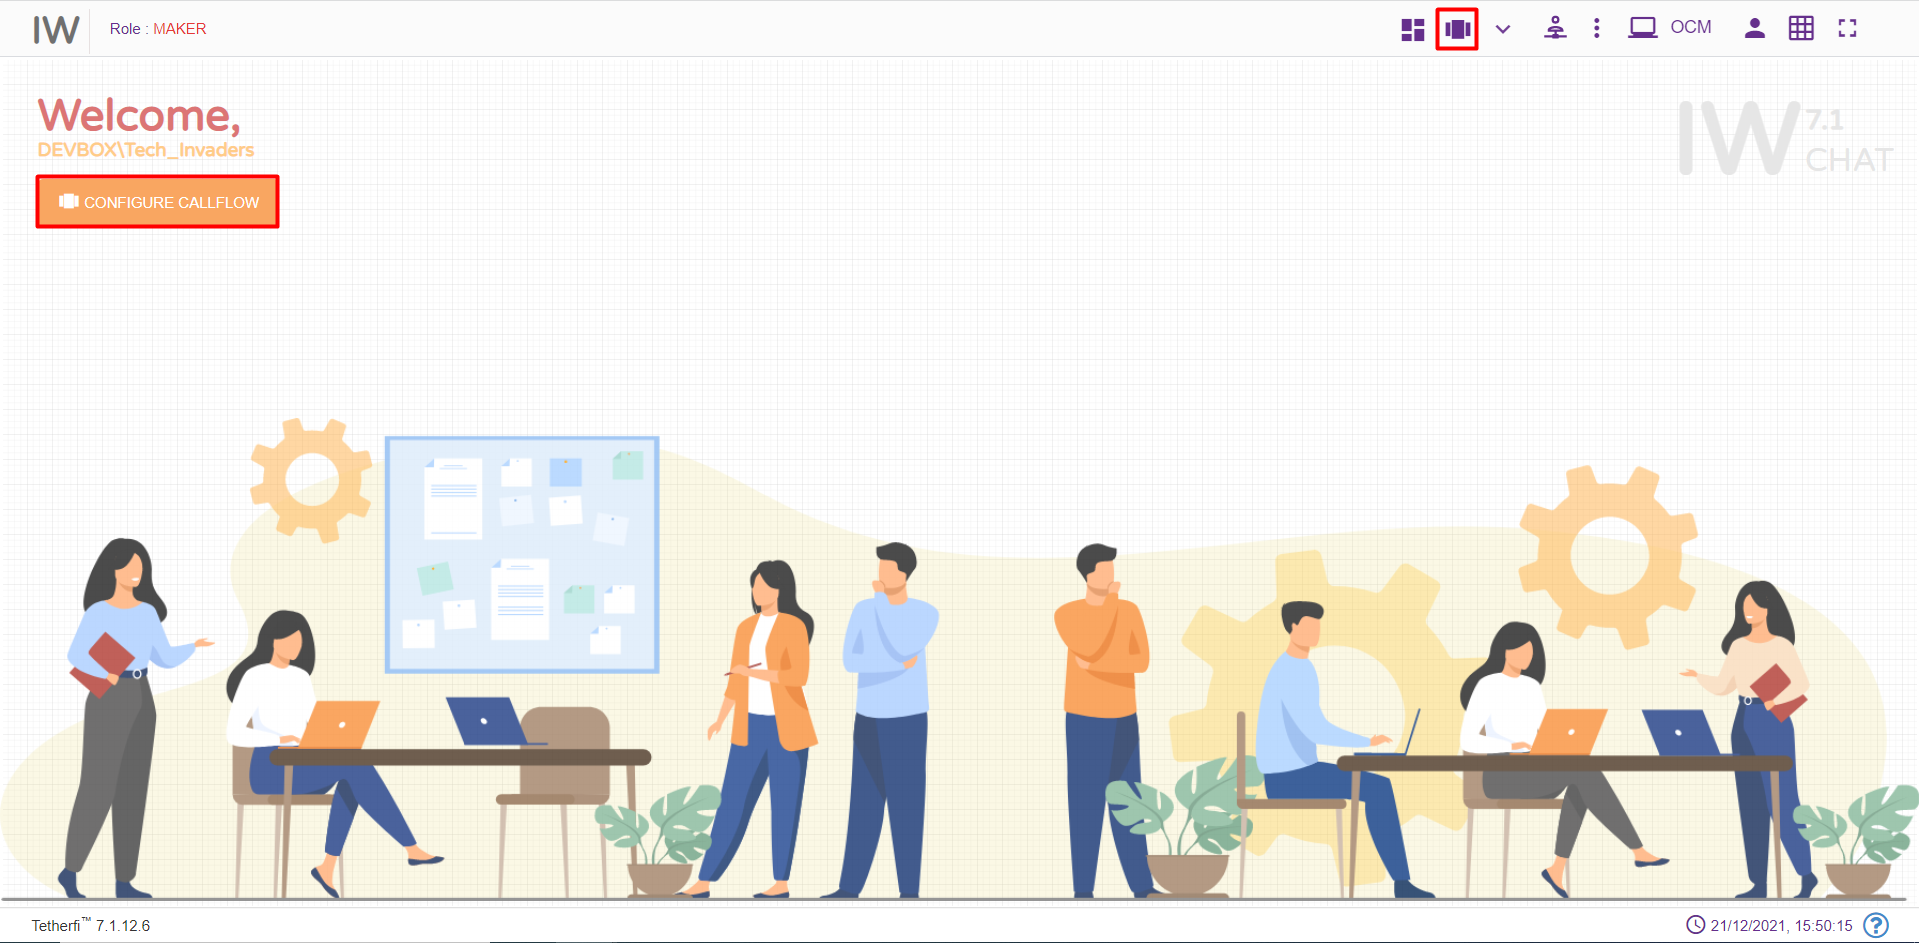 IW
Role : MAKER
OCM
Welcome,
DEVBOX\Tech_Invaders
CONFIGURE CALLFLOW
IW 7.1
CHAT
Tetherfi™ 7.1.12.6
21/12/2021, 15:50:15 ?